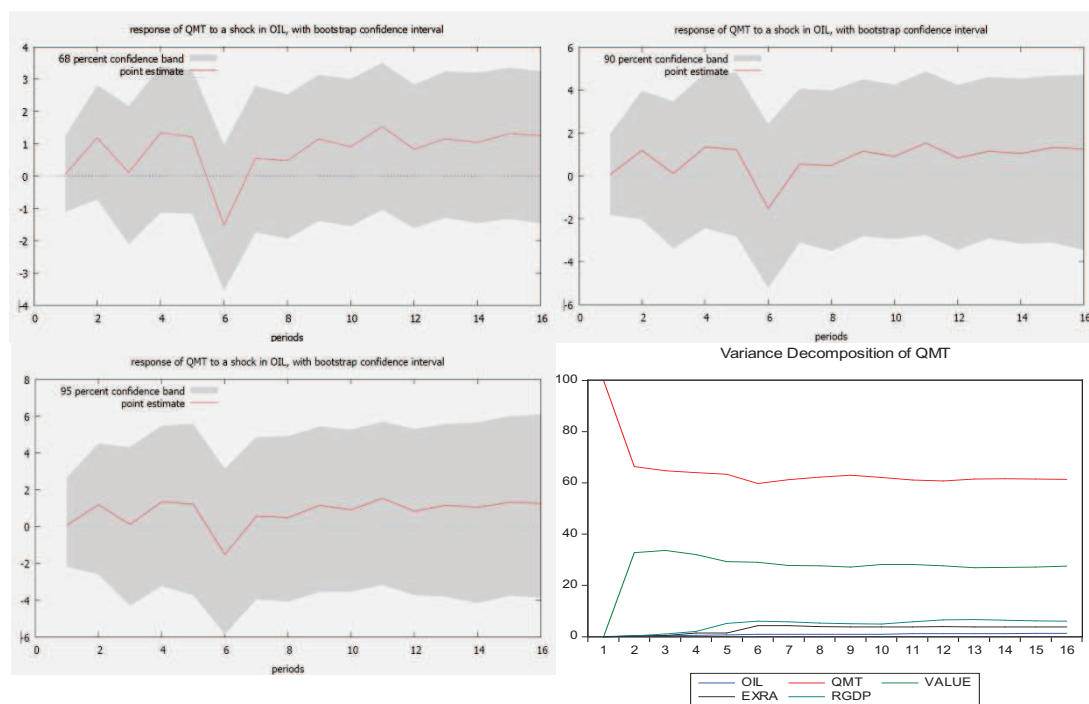 response of QMT to a shock in OIL, with bootstrap confidence interval
68 percent confidence band
point estimate
4
3
2
1
0
-1
-2
-3
-4
0 2 4 6 8 10 12 14 16
periods
response of QMT to a shock in OIL, with bootstrap confidence interval
90 percent confidence band
point estimate
6
4
2
0
-2
-4
-6
0 2 4 6 8 10 12 14 16
periods
response of QMT to a shock in OIL, with bootstrap confidence interval
95 percent confidence band
point estimate
8
6
4
2
0
-2
-4
-6
0 2 4 6 8 10 12 14 16
periods
Variance Decomposition of QMT
100
80
60
40
20
0
1 2 3 4 5 6 7 8 9 10 11 12 13 14 15 16
OIL QMT VALUE
EXRA RGDP